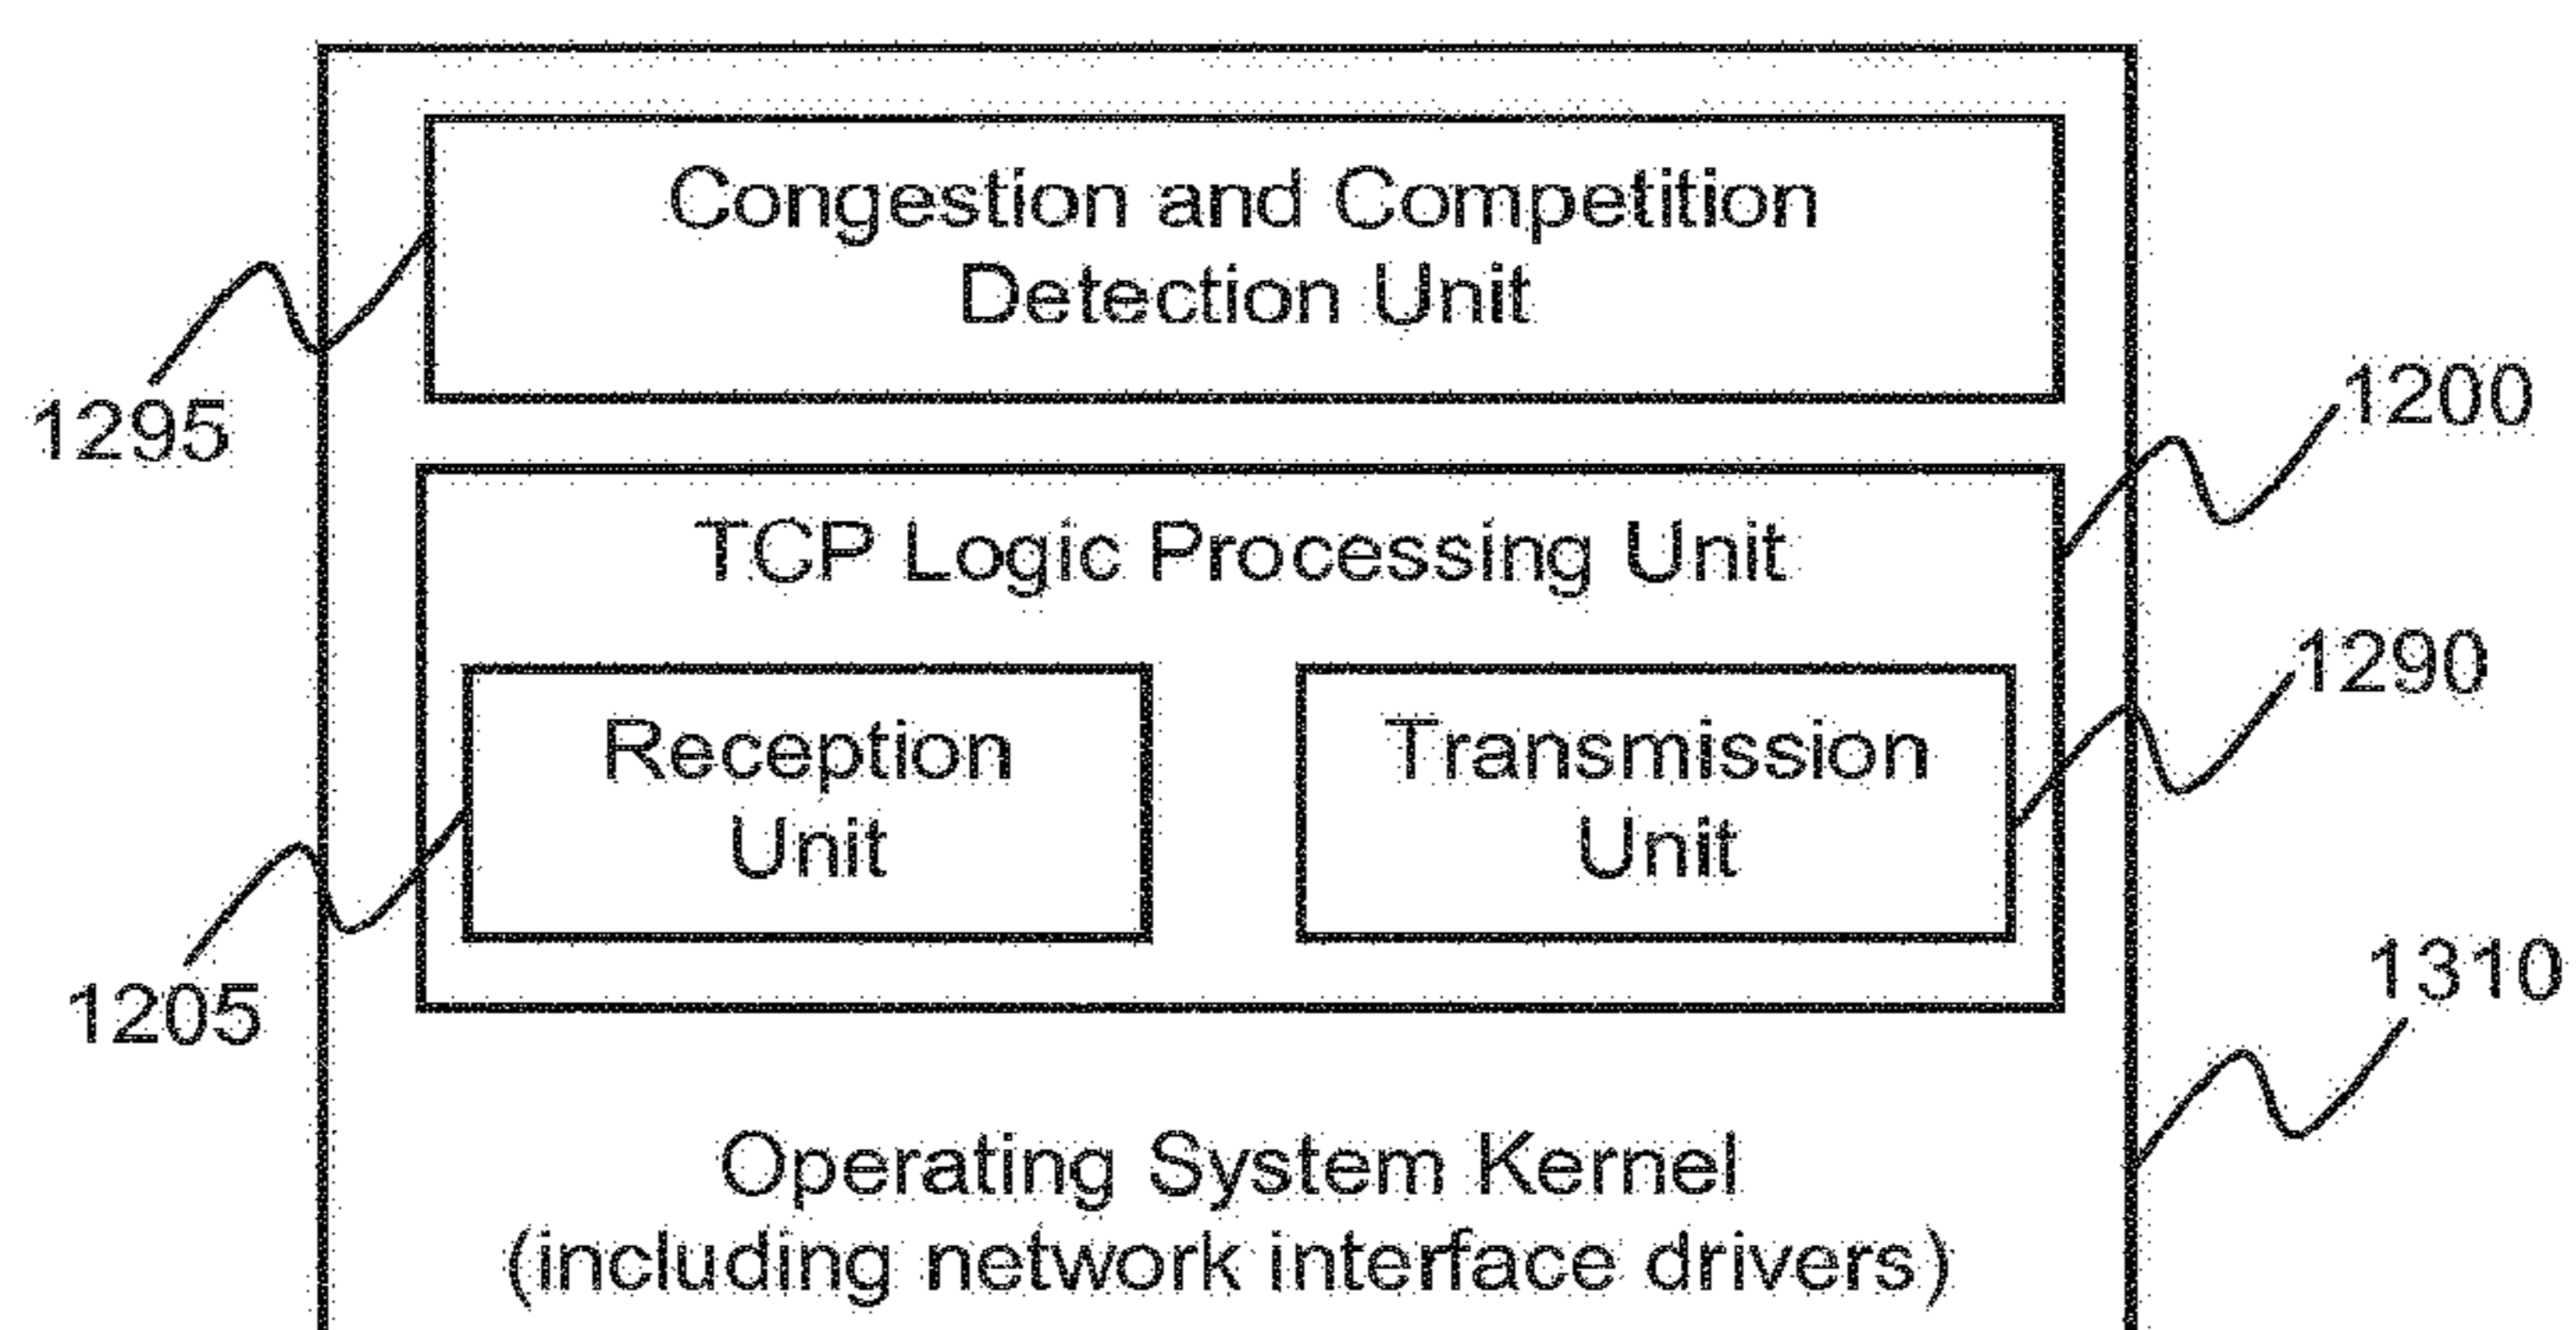 Congestion and Competition
Detection Unit
1295
1200
TCP Logic Processing Unit
1290
Reception
Unit
Transmission
Unit
1205
1310
Operating System Kernel
(including network interface drivers)